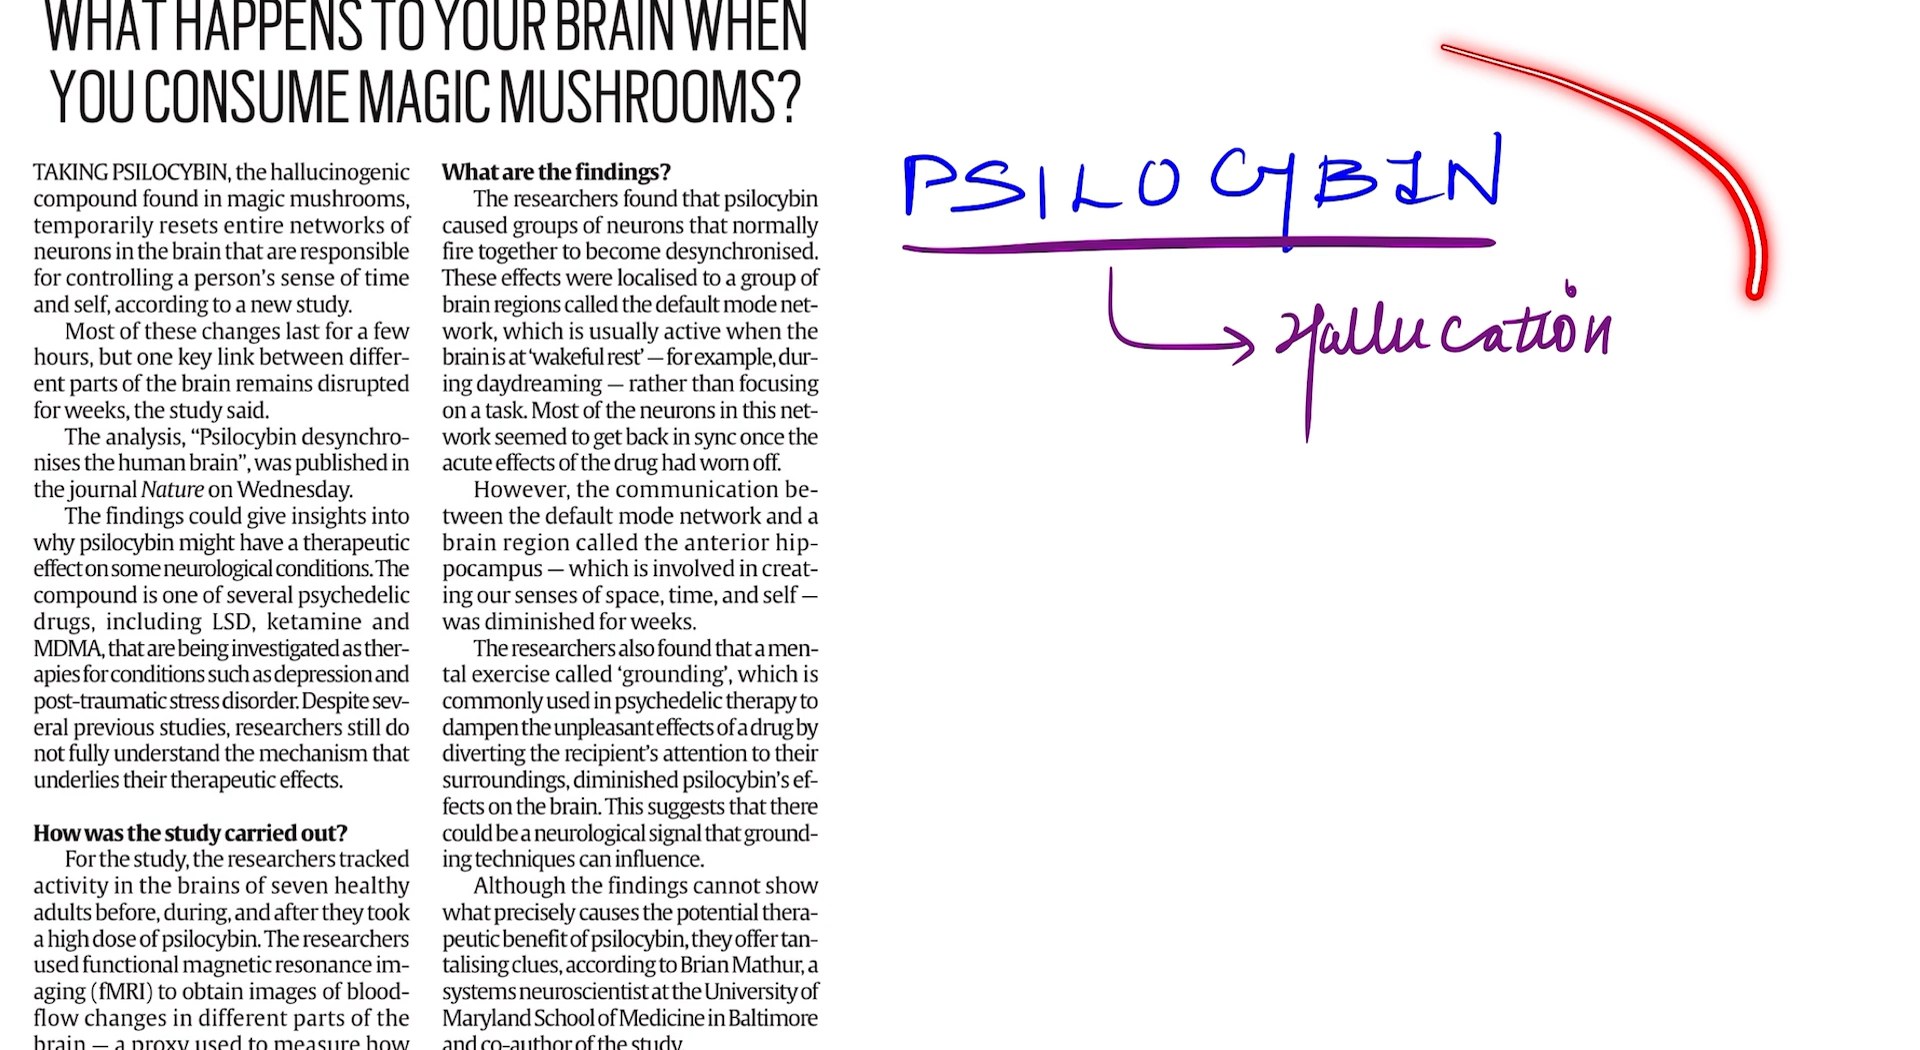 WHAT HAPPENS TO YOUR BRAIN WHEN
YOU CONSUME MAGIC MUSHROOMS?
TAKING PSILOCYBIN, the hallucinogenic
compound found in magic mushrooms,
temporarily resets entire networks of
neurons in the brain that are responsible
for controlling a person’s sense of time
and self, according to a new study.
Most of these changes last for a few
hours, but one key link between differ-
ent parts of the brain remains disrupted
for weeks, the study said.
The analysis, “Psilocybin desynchro-
nises the human brain”, was published in
the journal Nature on Wednesday.
The findings could give insights into
why psilocybin might have a therapeutic
effect on some neurological conditions. The
compound is one of several psychedelic
drugs, including LSD, ketamine and
MDMA, that are being investigated as ther-
apies for conditions such as depression and
post-traumatic stress disorder. Despite sev-
eral previous studies, researchers still do
not fully understand the mechanism that
underlies their therapeutic effects.
How was the study carried out?
For the study, the researchers tracked
activity in the brains of seven healthy
adults before, during, and after they took
a high dose of psilocybin. The researchers
used functional magnetic resonance im-
aging (fMRI) to obtain images of blood-
flow changes in different parts of the
brain — a proxy used to measure how
What are the findings?
The researchers found that psilocybin
caused groups of neurons that normally
fire together to become desynchronised.
These effects were localised to a group of
brain regions called the default mode net-
work, which is usually active when the
brain is at ‘wakeful rest’ — for example, dur-
ing daydreaming — rather than focusing
on a task. Most of the neurons in this net-
work seemed to get back in sync once the
acute effects of the drug had worn off.
However, the communication be-
tween the default mode network and a
brain region called the anterior hip-
pocampus — which is involved in creat-
ing our senses of space, time, and self —
was diminished for weeks.
The researchers also found that a men-
tal exercise called ‘grounding’, which is
commonly used in psychedelic therapy to
dampen the unpleasant effects of a drug by
diverting the recipient’s attention to their
surroundings, diminished psilocybin’s ef-
fects on the brain. This suggests that there
could be a neurological signal that ground-
ing techniques can influence.
Although the findings cannot show
what precisely causes the potential thera-
peutic benefit of psilocybin, they offer tan-
talising clues, according to Brian Mathur, a
systems neuroscientist at the University of
Maryland School of Medicine in Baltimore
and co-author of the study.
PSILOCYBIN
Hallucation